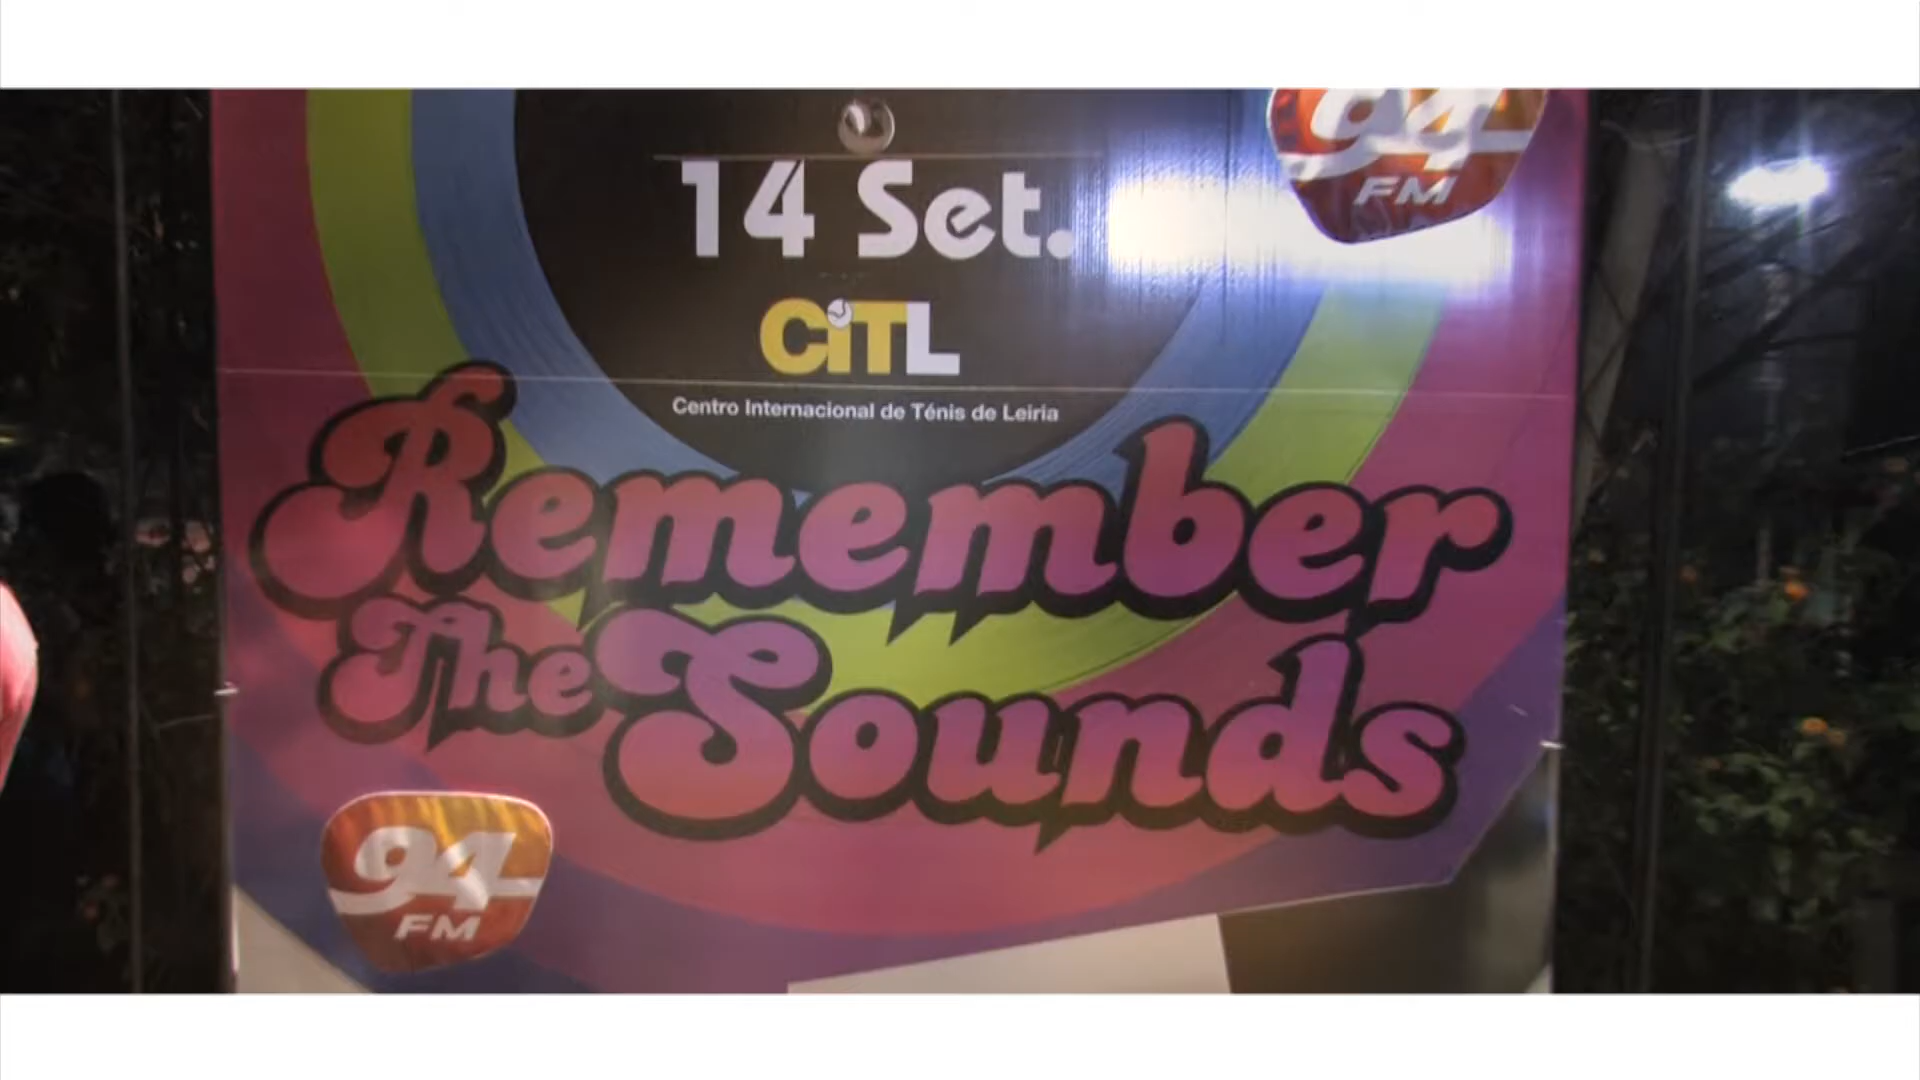 94
FM
14 Set.
CiTL
Centro Internacional de Ténis de Leiria
Remember
The Sounds
94
FM